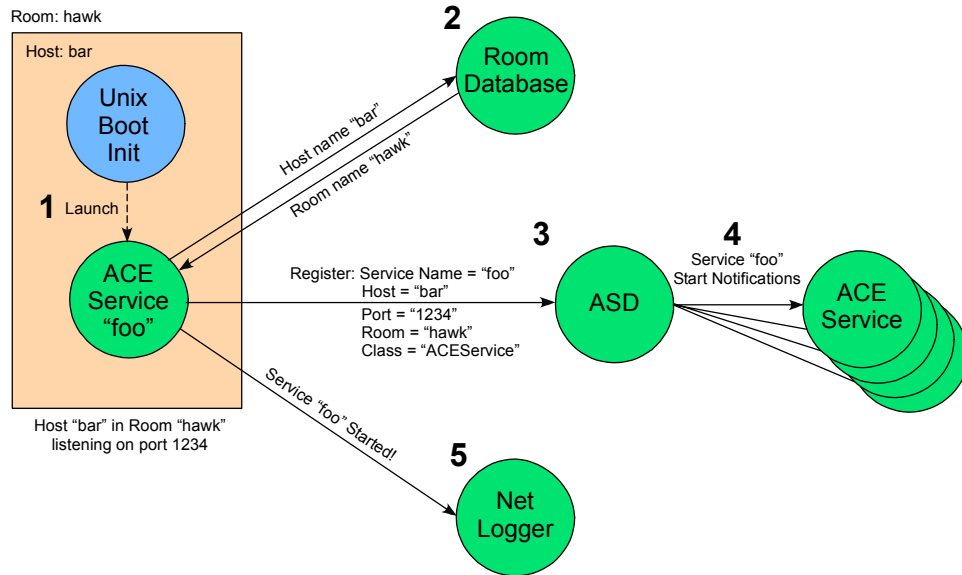 Room: hawk
Host: bar
Unix
Boot
Init
1
Launch
ACE
Service
“foo”
Host “bar” in Room “hawk”
listening on port 1234
2
Room
Database
Host name “bar”
Room name “hawk”
3
Register: Service Name = “foo”
Host = “bar”
Port = “1234”
Room = “hawk”
Class = “ACEService”
ASD
4
Service “foo”
Start Notifications
ACE
Service
Service “foo” Started!
5
Net
Logger